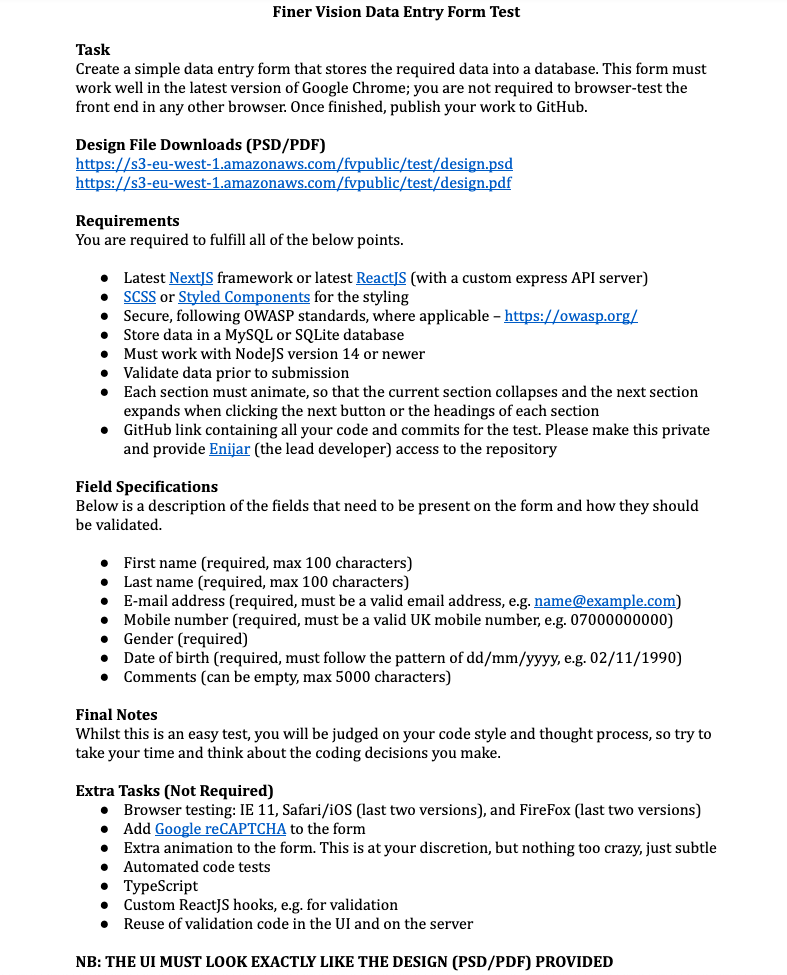 Finer Vision Data Entry Form Test
Task
Create a simple data entry form that stores the required data into a database. This form must
work well in the latest version of Google Chrome; you are not required to browser-test the
front end in any other browser. Once finished, publish your work to GitHub.
Design File Downloads (PSD/PDF)
https://s3-eu-west-1.amazonaws.com/fvpublic/test/design.psd
https://s3-eu-west-1.amazonaws.com/fvpublic/test/design.pdf
Requirements
You are required to fulfill all of the below points.
● Latest NextJS framework or latest ReactJS (with a custom express API server)
● SCSS or Styled Components for the styling
● Secure, following OWASP standards, where applicable – https://owasp.org/
● Store data in a MySQL or SQLite database
● Must work with NodeJS version 14 or newer
● Validate data prior to submission
● Each section must animate, so that the current section collapses and the next section
expands when clicking the next button or the headings of each section
● GitHub link containing all your code and commits for the test. Please make this private
and provide Enijar (the lead developer) access to the repository
Field Specifications
Below is a description of the fields that need to be present on the form and how they should
be validated.
● First name (required, max 100 characters)
● Last name (required, max 100 characters)
● E-mail address (required, must be a valid email address, e.g. name@example.com)
● Mobile number (required, must be a valid UK mobile number, e.g. 07000000000)
● Gender (required)
● Date of birth (required, must follow the pattern of dd/mm/yyyy, e.g. 02/11/1990)
● Comments (can be empty, max 5000 characters)
Final Notes
Whilst this is an easy test, you will be judged on your code style and thought process, so try to
take your time and think about the coding decisions you make.
Extra Tasks (Not Required)
● Browser testing: IE 11, Safari/iOS (last two versions), and FireFox (last two versions)
● Add Google reCAPTCHA to the form
● Extra animation to the form. This is at your discretion, but nothing too crazy, just subtle
● Automated code tests
● TypeScript
● Custom ReactJS hooks, e.g. for validation
● Reuse of validation code in the UI and on the server
NB: THE UI MUST LOOK EXACTLY LIKE THE DESIGN (PSD/PDF) PROVIDED